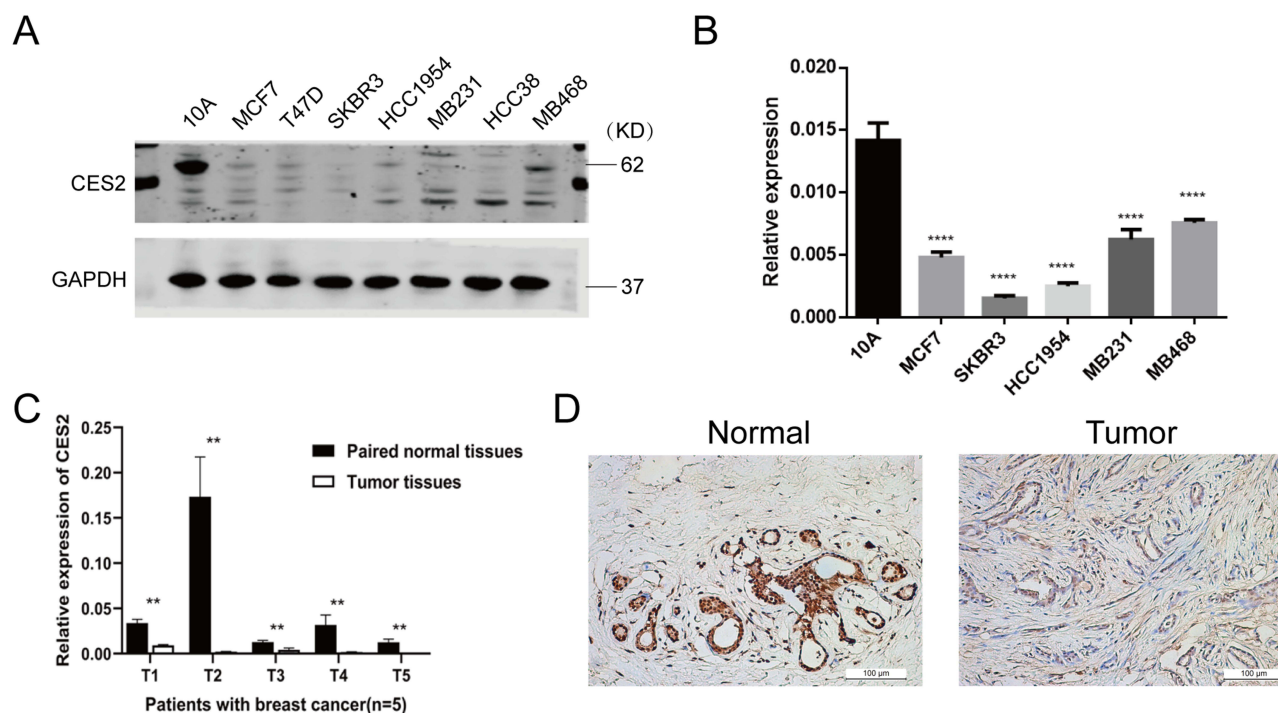 A
10A
MCF7
T47D
SKBR3
HCC1954
MB231
HCC38
MB468
(KD)
CES2
62
GAPDH
37
B
Relative expression
0.020
0.015
0.010
0.005
0.000
****
****
****
****
****
10A
MCF7
SKBR3
HCC1954
MB231
MB468
C
Relative expression of CES2
0.25
0.20
0.15
0.10
0.05
0.00
**
**
**
**
**
Paired normal tissues
Tumor tissues
T1
T2
T3
T4
T5
Patients with breast cancer(n=5)
D
Normal
Tumor
100 μm
100 μm